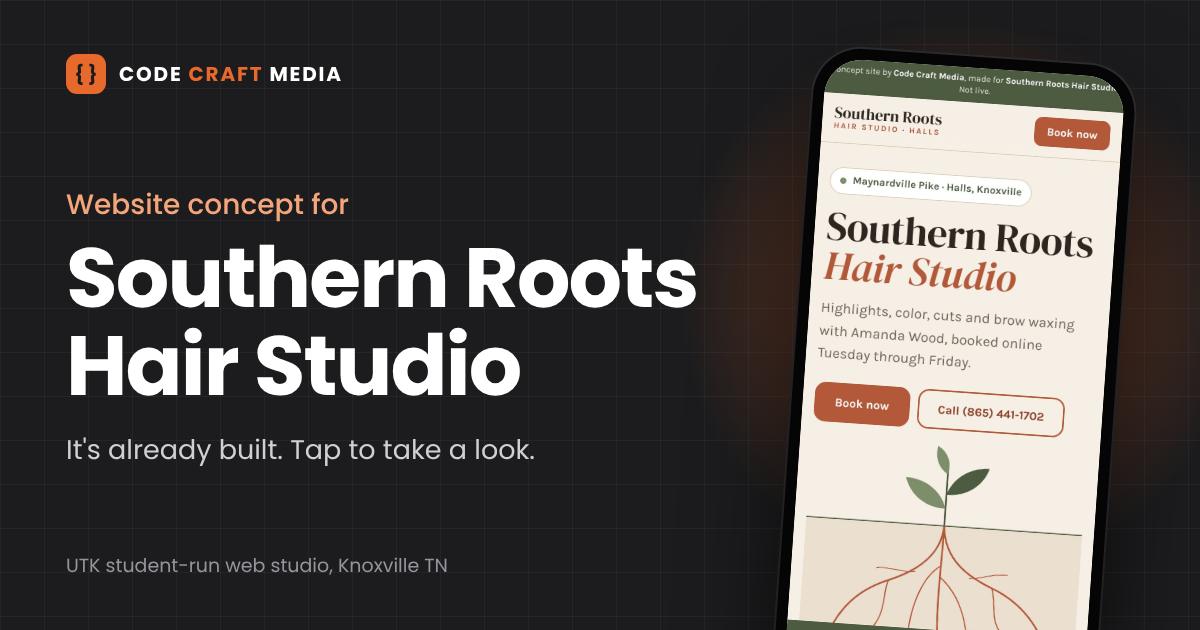 { } CODE CRAFT MEDIA
Website concept for
Southern Roots
Hair Studio
It's already built. Tap to take a look.
UTK student-run web studio, Knoxville TN
concept site by Code Craft Media, made for Southern Roots Hair Studio
Not live.
Southern Roots
HAIR STUDIO · HALLS
Book now
Maynardville Pike · Halls, Knoxville
Southern Roots
Hair Studio
Highlights, color, cuts and brow waxing
with Amanda Wood, booked online
Tuesday through Friday.
Book now
Call (865) 441-1702